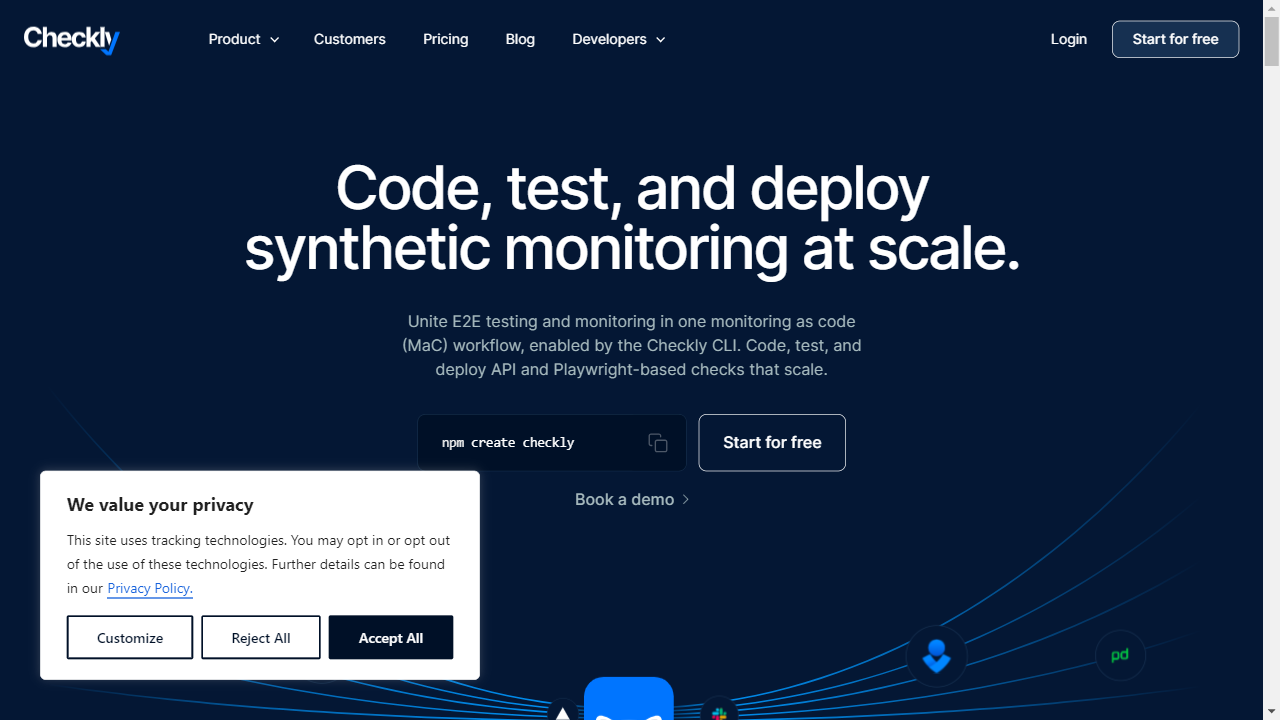 Checkly
Product
Customers
Pricing
Blog
Developers
Login
Start for free
Code, test, and deploy
synthetic monitoring at scale.
Unite E2E testing and monitoring in one monitoring as code
(MaC) workflow, enabled by the Checkly CLI. Code, test, and
deploy API and Playwright-based checks that scale.
npm create checkly
Start for free
Book a demo
We value your privacy
This site uses tracking technologies. You may opt in or opt out
of the use of these technologies. Further details can be found
in our Privacy Policy.
Customize
Reject All
Accept All
pd